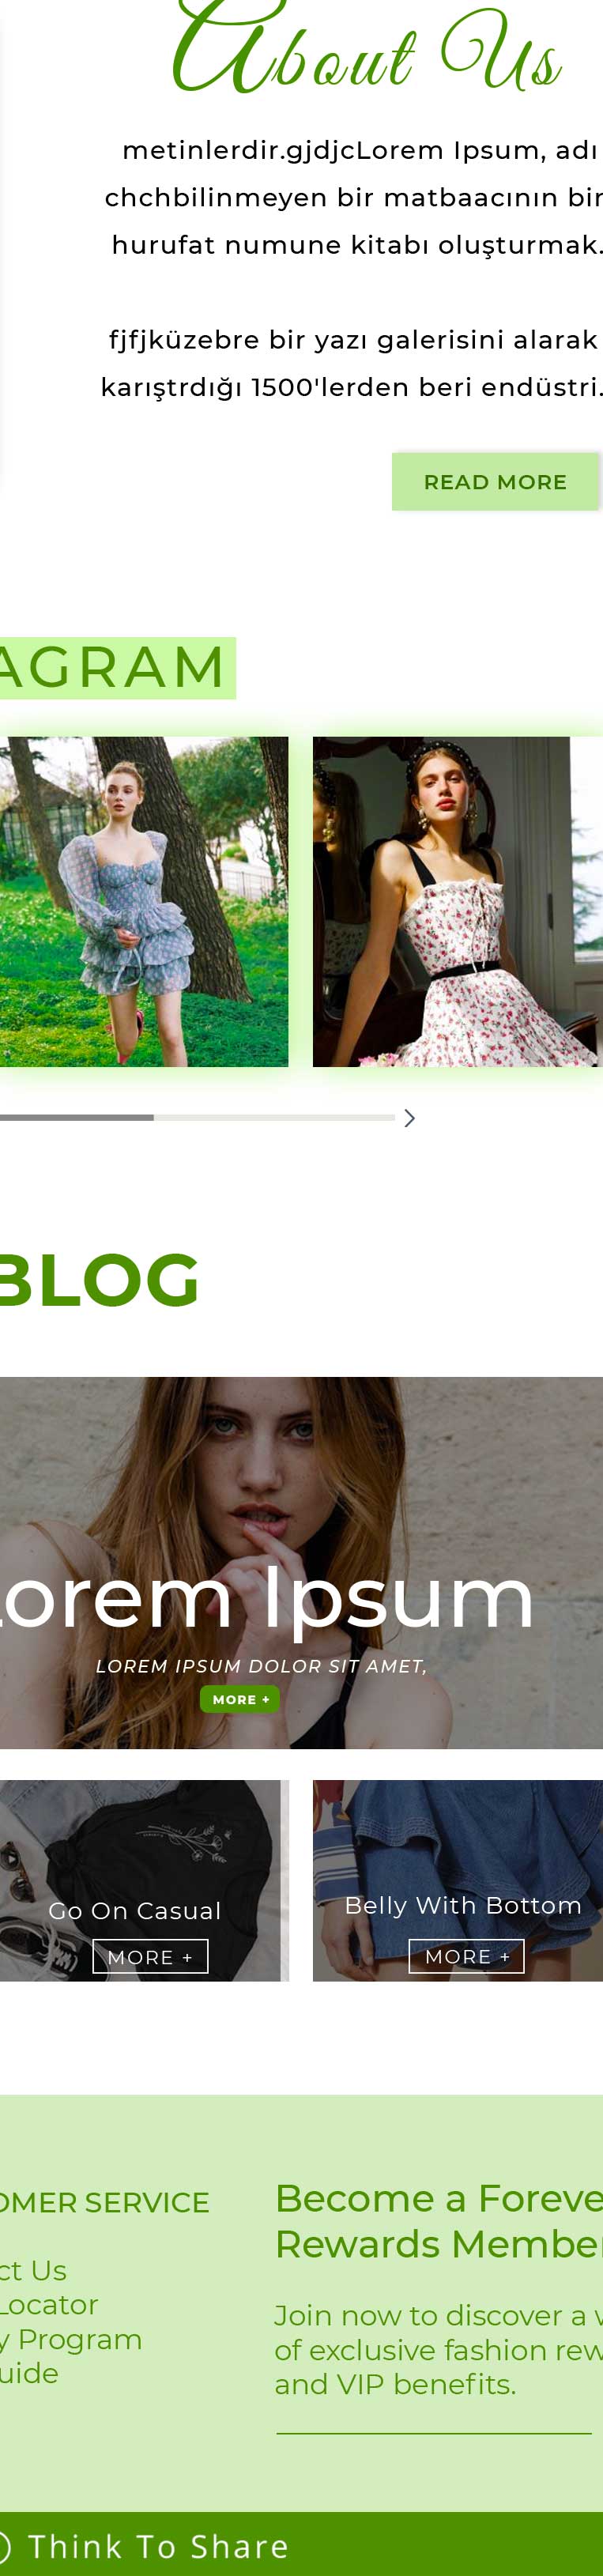 About Us
metinlerdir.gjdjcLorem Ipsum, adı
chchbilinmeyen bir matbaacının bir
hurufat numune kitabı oluşturmak.
fjfjküzebre bir yazı galerisini alarak
karıştrdığı 1500'lerden beri endüstri.
READ MORE
AGRAM
BLOG
Lorem Ipsum
LOREM IPSUM DOLOR SIT AMET,
MORE +
Go On Casual
MORE +
Belly With Bottom
MORE +
OMER SERVICE
ct Us
Locator
y Program
uide
Become a Foreve
Rewards Member
Join now to discover a w
of exclusive fashion rew
and VIP benefits.
Think To Share